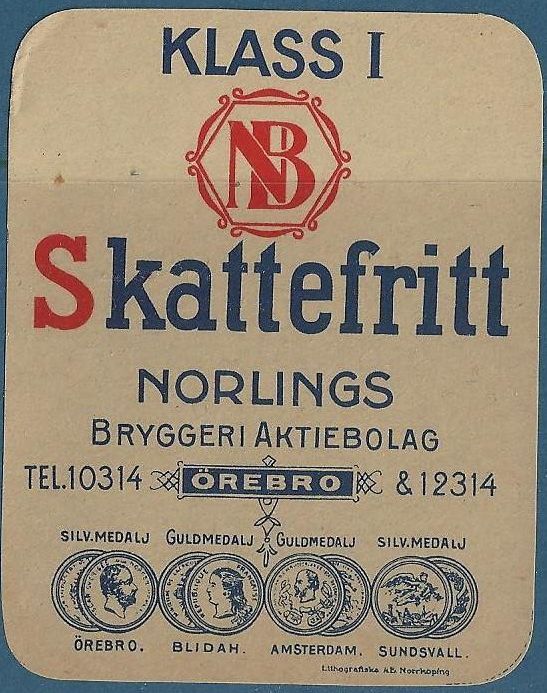 KLASS I
NB
Skattefritt
NORLINGS
BRYGGERI AKTIEBOLAG
TEL.10314 ÖREBRO & 12314
SILV.MEDALJ GULDMEDALJ GULDMEDALJ SILV.MEDALJ
ÖREBRO. BLIDAH. AMSTERDAM. SUNDSVALL.
Lithografiska A.B. Norrköping